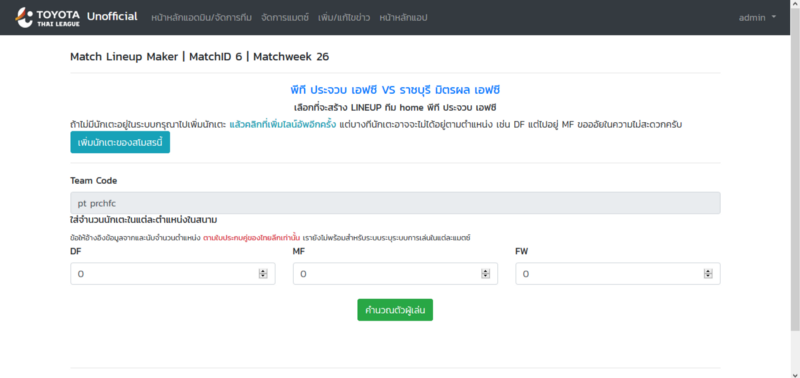 TOYOTA
THAI LEAGUE
Unofficial
หน้าหลักแอดมิน/จัดการทีม จัดการแมตช์ เพิ่ม/แก้ไขข่าว หน้าหลักแอป
admin
Match Lineup Maker | MatchID 6 | Matchweek 26
พีที ประจวบ เอฟซี VS ราชบุรี มิตรผล เอฟซี
เลือกที่จะสร้าง LINEUP ทีม home พีที ประจวบ เอฟซี
ถ้าไม่มีนักเตะอยู่ในระบบกรุณาไปเพิ่มนักเตะ แล้วคลิกที่เพิ่มไลน์อัพอีกครั้ง แต่บางทีนักเตะอาจจะไม่ได้อยู่ตามตำแหน่ง เช่น DF แต่ไปอยู่ MF ขออภัยในความไม่สะดวกครับ
เพิ่มนักเตะของสโมสรนี้
Team Code
pt prchfc
ใส่จำนวนนักเตะในแต่ละตำแหน่งในสนาม
ข้อให้อ้างอิงข้อมูลจากและนับจำนวนตำแหน่ง ตามใบประกบคู่ของไทยลีกเท่านั้น เรายังไม่พร้อมสำหรับระบบระบุระบบการเล่นในแต่ละแมตช์
DF MF FW
0 0 0
คำนวณตัวผู้เล่น